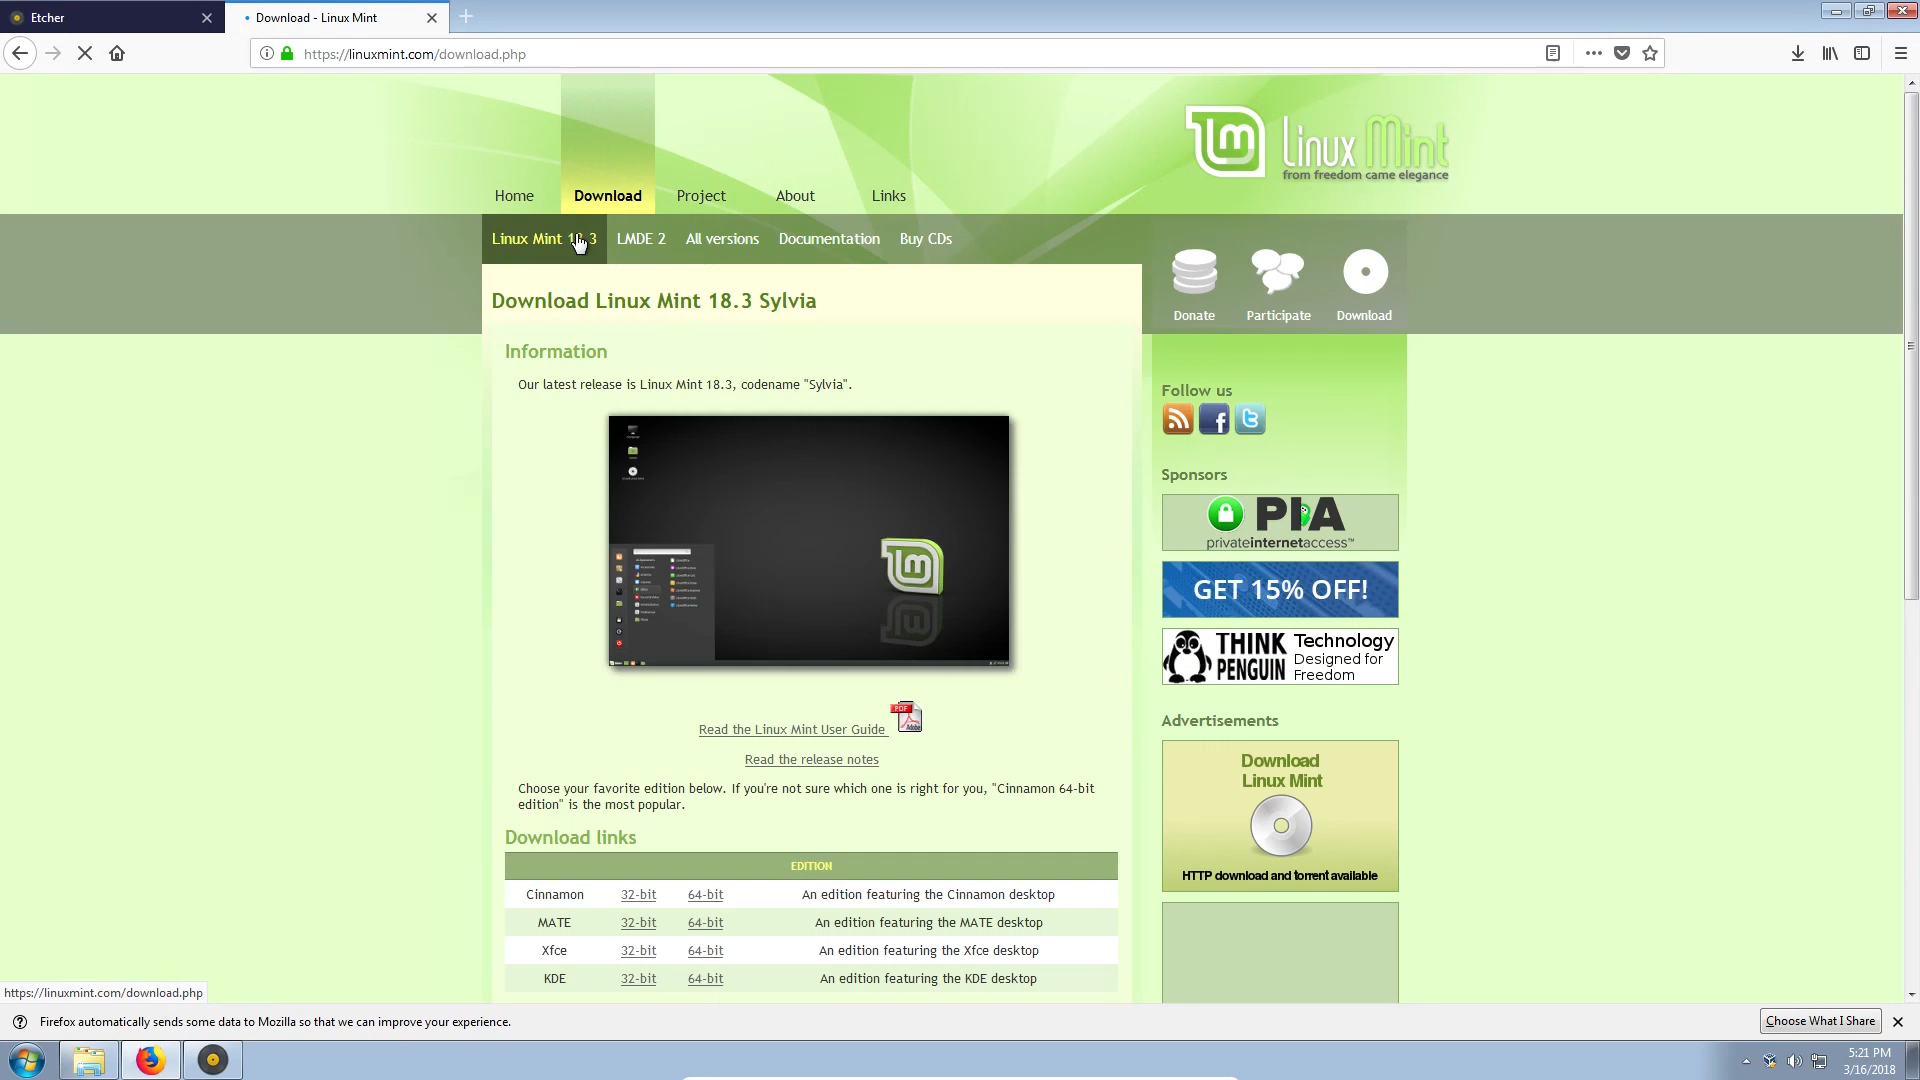 Etcher
Download - Linux Mint
https://linuxmint.com/download.php
Linux Mint
from freedom came elegance
Home
Download
Project
About
Links
Linux Mint 18.3
LMDE 2
All versions
Documentation
Buy CDs
Donate
Participate
Download
Download Linux Mint 18.3 Sylvia
Information
Our latest release is Linux Mint 18.3, codename "Sylvia".
Read the Linux Mint User Guide
PDF
Adobe
Read the release notes
Choose your favorite edition below. If you're not sure which one is right for you, "Cinnamon 64-bit
edition" is the most popular.
Download links
EDITION
Cinnamon 32-bit 64-bit An edition featuring the Cinnamon desktop
MATE 32-bit 64-bit An edition featuring the MATE desktop
Xfce 32-bit 64-bit An edition featuring the Xfce desktop
KDE 32-bit 64-bit An edition featuring the KDE desktop
Follow us
Sponsors
PIA
privateinternetaccess™
GET 15% OFF!
THINK
PENGUIN
Technology
Designed for
Freedom
Advertisements
Download
Linux Mint
HTTP download and torrent available
https://linuxmint.com/download.php
Firefox automatically sends some data to Mozilla so that we can improve your experience.
Choose What I Share
5:21 PM
3/16/2018